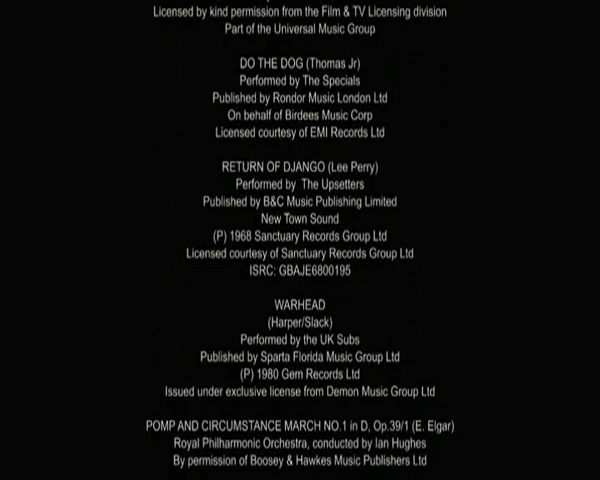 Licensed by kind permission from the Film & TV Licensing division
Part of the Universal Music Group
DO THE DOG (Thomas Jr)
Performed by The Specials
Published by Rondor Music London Ltd
On behalf of Birdees Music Corp
Licensed courtesy of EMI Records Ltd
RETURN OF DJANGO (Lee Perry)
Performed by The Upsetters
Published by B&C Music Publishing Limited
New Town Sound
(P) 1968 Sanctuary Records Group Ltd
Licensed courtesy of Sanctuary Records Group Ltd
ISRC: GBAJE6800195
WARHEAD
(Harper/Slack)
Performed by the UK Subs
Published by Sparta Florida Music Group Ltd
(P) 1980 Gem Records Ltd
Issued under exclusive license from Demon Music Group Ltd
POMP AND CIRCUMSTANCE MARCH NO.1 in D, Op.39/1 (E. Elgar)
Royal Philharmonic Orchestra, conducted by Ian Hughes
By permission of Boosey & Hawkes Music Publishers Ltd